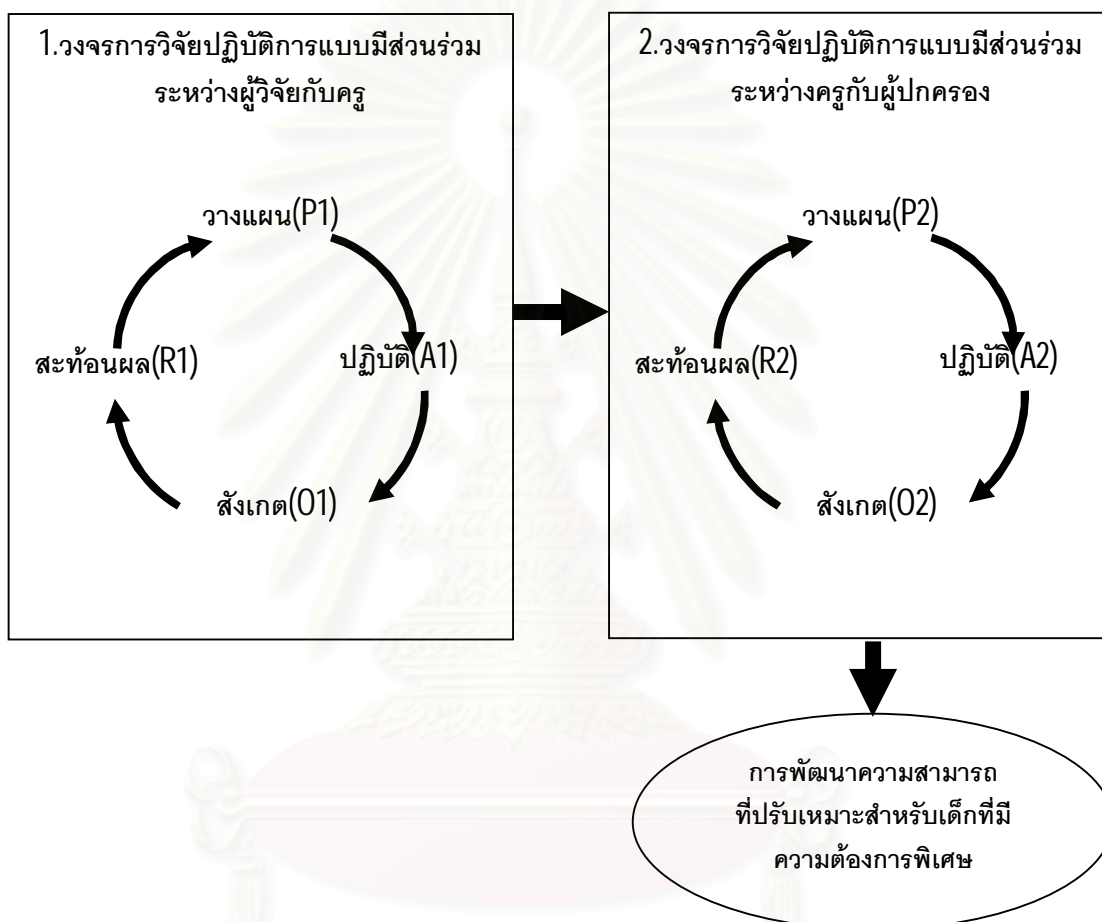 1.วงจรการวิจัยปฏิบัติการแบบมีส่วนร่วม
ระหว่างผู้วิจัยกับครู
วางแผน(P1)
ปฏิบัติ(A1)
สังเกต(O1)
สะท้อนผล(R1)
2.วงจรการวิจัยปฏิบัติการแบบมีส่วนร่วม
ระหว่างครูกับผู้ปกครอง
วางแผน(P2)
ปฏิบัติ(A2)
สังเกต(O2)
สะท้อนผล(R2)
การพัฒนาความสามารถ
ที่ปรับเหมาะสำหรับเด็กที่มี
ความต้องการพิเศษ